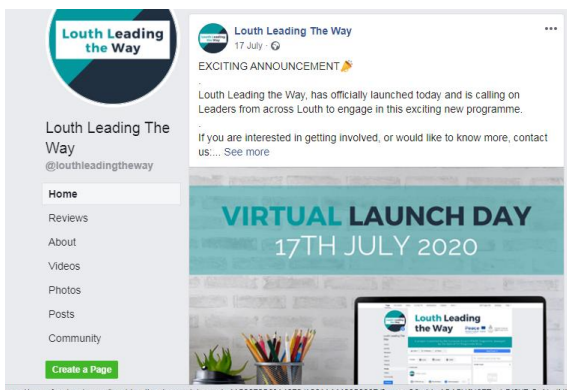 Louth Leading
the Way
Louth Leading The
Way
@louthleadingtheway
Home
Reviews
About
Videos
Photos
Posts
Community
Create a Page
Louth Leading The Way
17 July ·
EXCITING ANNOUNCEMENT🎉
.
Louth Leading the Way, has officially launched today and is calling on
Leaders from across Louth to engage in this exciting new programme.
.
If you are interested in getting involved, or would like to know more, contact
us:... See more
VIRTUAL LAUNCH DAY
17TH JULY 2020
Louth Leading
the Way